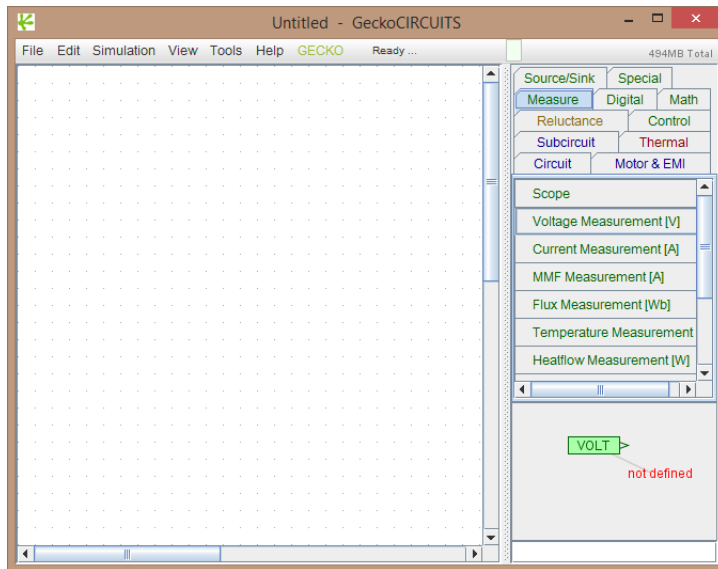 Untitled - GeckoCIRCUITS
File Edit Simulation View Tools Help GECKO Ready ...
494MB Total
Source/Sink Special
Measure Digital Math
Reluctance Control
Subcircuit Thermal
Circuit Motor & EMI
Scope
Voltage Measurement [V]
Current Measurement [A]
MMF Measurement [A]
Flux Measurement [Wb]
Temperature Measurement
Heatflow Measurement [W]
VOLT
not defined